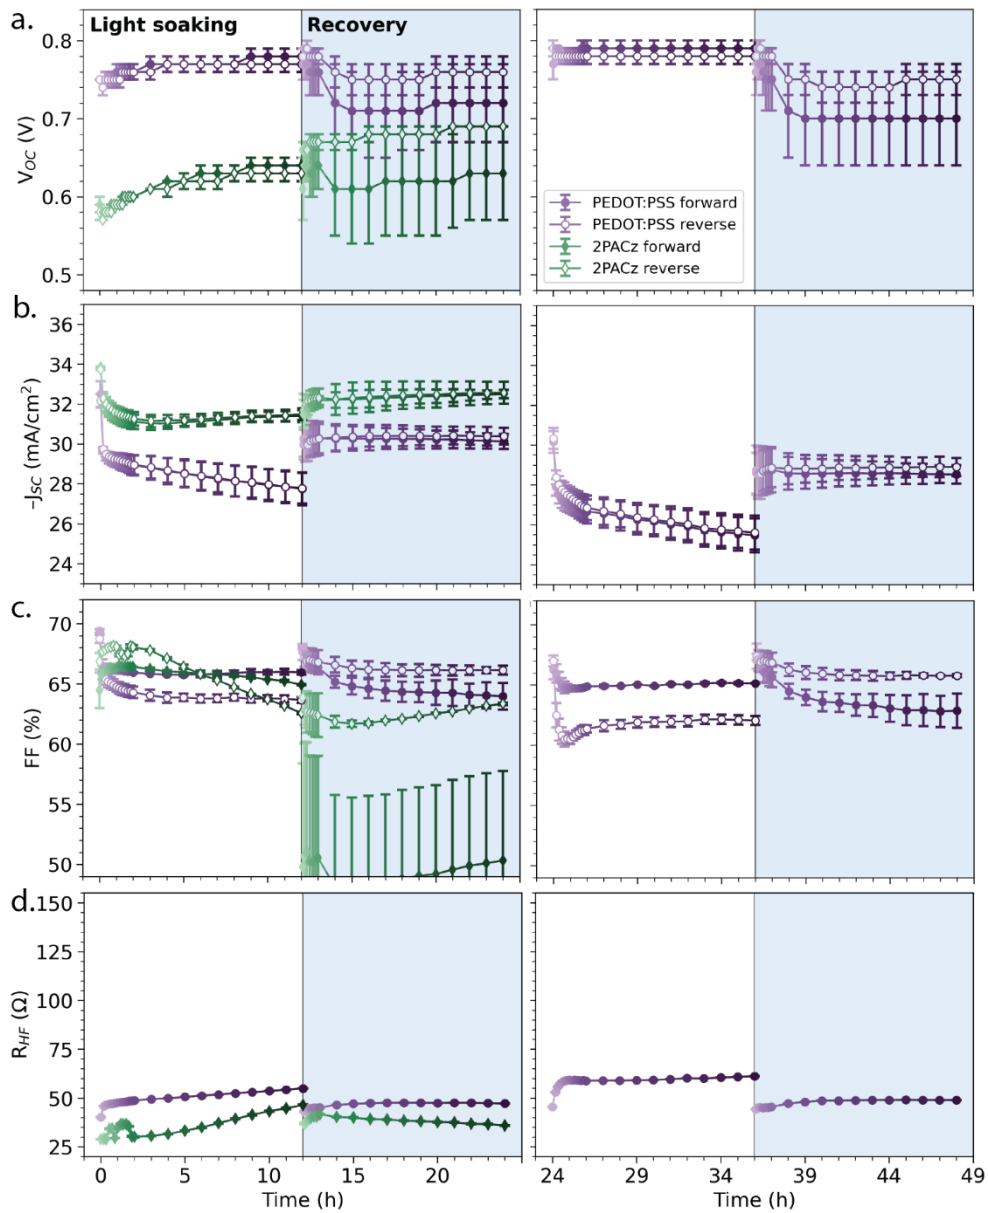 a.
Light soaking
Recovery
0.8
0.7
0.6
0.5
V_OC (V)
PEDOT:PSS forward
PEDOT:PSS reverse
2PACz forward
2PACz reverse
b.
36
34
32
30
28
26
24
–J_SC (mA/cm²)
c.
70
65
60
55
50
FF (%)
d.
150
125
100
75
50
25
R_HF (Ω)
0 5 10 15 20
24 29 34 39 44 49
Time (h)
Time (h)